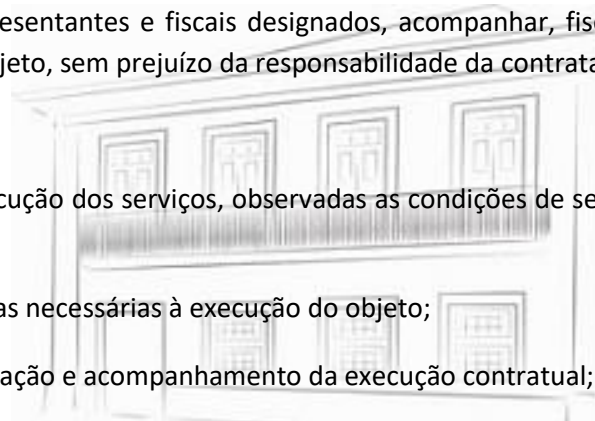 esentantes e fiscais designados, acompanhar, fisc
jeto, sem prejuízo da responsabilidade da contrata
cução dos serviços, observadas as condições de se
as necessárias à execução do objeto;
ação e acompanhamento da execução contratual;